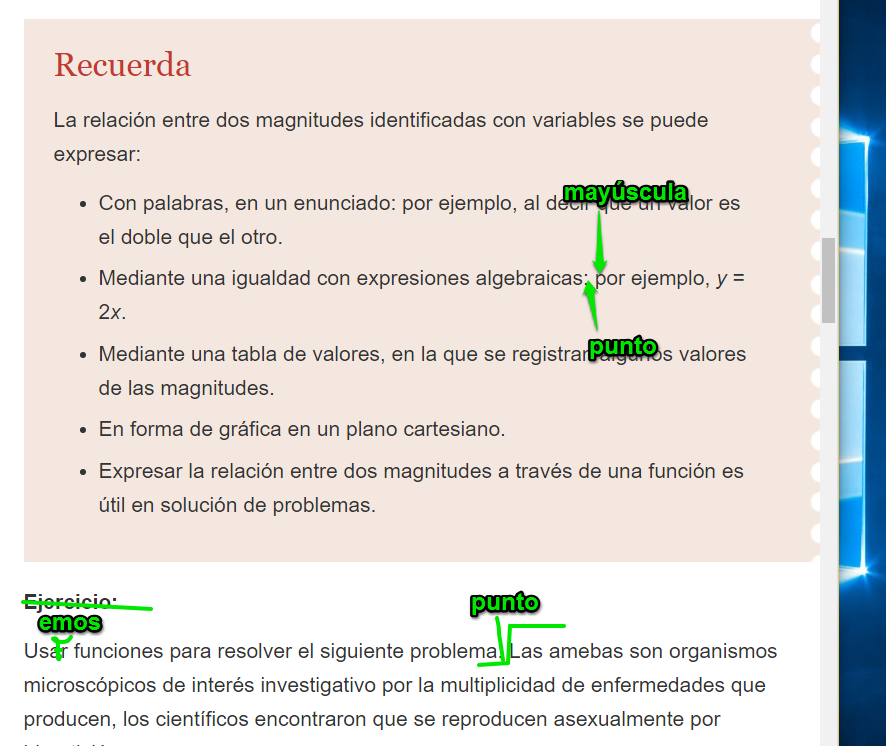 Recuerda
La relación entre dos magnitudes identificadas con variables se puede
expresar:
mayúscula
• Con palabras, en un enunciado: por ejemplo, al decir que un valor es
el doble que el otro.
• Mediante una igualdad con expresiones algebraicas: por ejemplo, y =
2x.
punto
• Mediante una tabla de valores, en la que se registran algunos valores
de las magnitudes.
• En forma de gráfica en un plano cartesiano.
• Expresar la relación entre dos magnitudes a través de una función es
útil en solución de problemas.
Ejercicio:
punto
emos
Usar funciones para resolver el siguiente problema. Las amebas son organismos
microscópicos de interés investigativo por la multiplicidad de enfermedades que
producen, los científicos encontraron que se reproducen asexualmente por